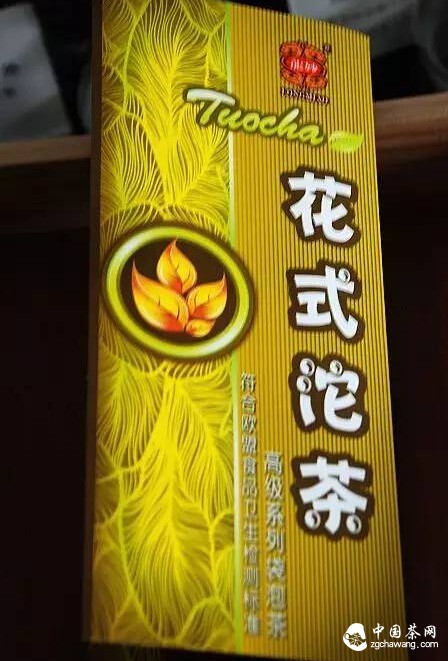 Tuocha
花式沱茶
高级系列袋泡茶
符合欧盟食品卫生检测标准
中国茶网
zgchawang.com